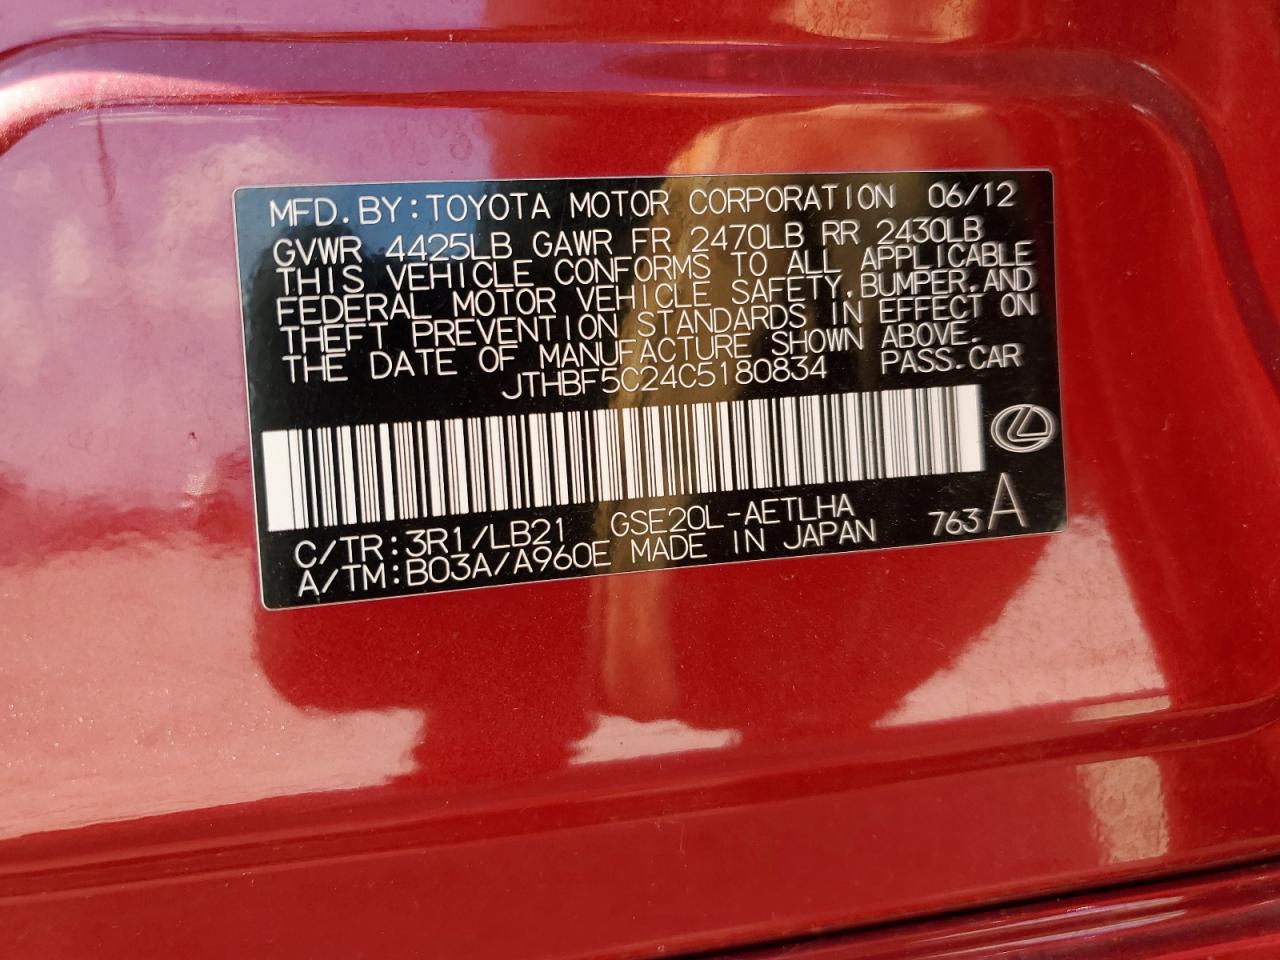 MFD.BY:TOYOTA MOTOR CORPORATION 06/12
GVWR 4425LB GAWR FR 2470LB RR 2430LB
THIS VEHICLE CONFORMS TO ALL APPLICABLE
FEDERAL MOTOR VEHICLE SAFETY,BUMPER,AND
THEFT PREVENTION STANDARDS IN EFFECT ON
THE DATE OF MANUFACTURE SHOWN ABOVE.
JTHBF5C24C5180834 PASS.CAR
C/TR:3R1/LB21 GSE20L-AETLHA
A/TM:B03A/A960E MADE IN JAPAN 763 A